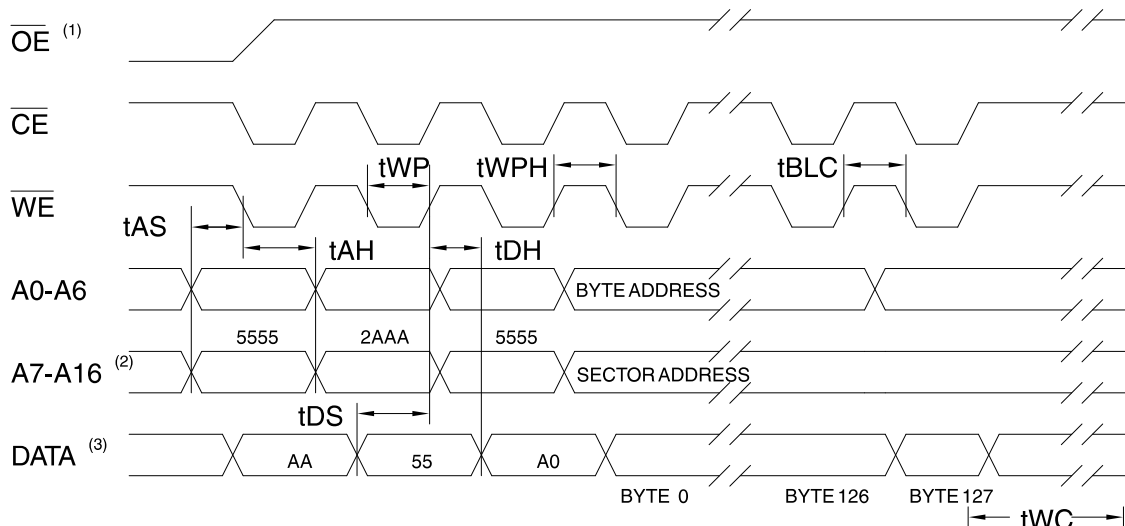 OE (1)
CE
tWP tWPH tBLC
WE
tAS
tAH tDH
A0-A6 BYTE ADDRESS
5555 2AAA 5555
A7-A16 (2) SECTOR ADDRESS
tDS
DATA (3) AA 55 A0
BYTE 0 BYTE 126 BYTE 127
tWC